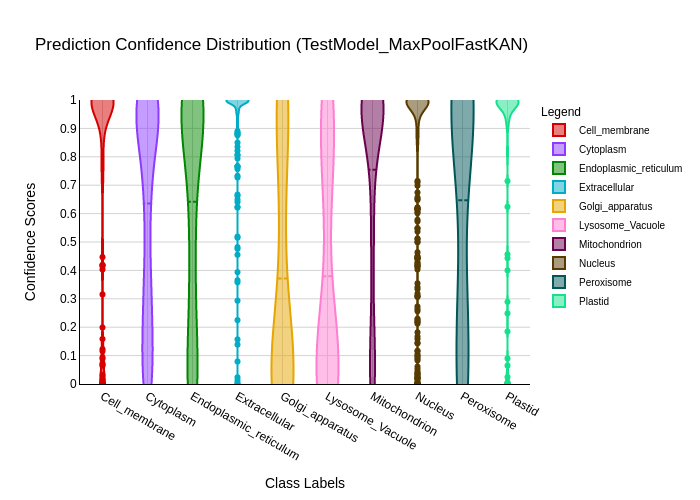 Prediction Confidence Distribution (TestModel_MaxPoolFastKAN)
Legend
Cell_membrane
Cytoplasm
Endoplasmic_reticulum
Extracellular
Golgi_apparatus
Lysosome_Vacuole
Mitochondrion
Nucleus
Peroxisome
Plastid
Confidence Scores
1
0.9
0.8
0.7
0.6
0.5
0.4
0.3
0.2
0.1
0
Cell_membrane
Cytoplasm
Endoplasmic_reticulum
Extracellular
Golgi_apparatus
Lysosome_Vacuole
Mitochondrion
Nucleus
Peroxisome
Plastid
Class Labels